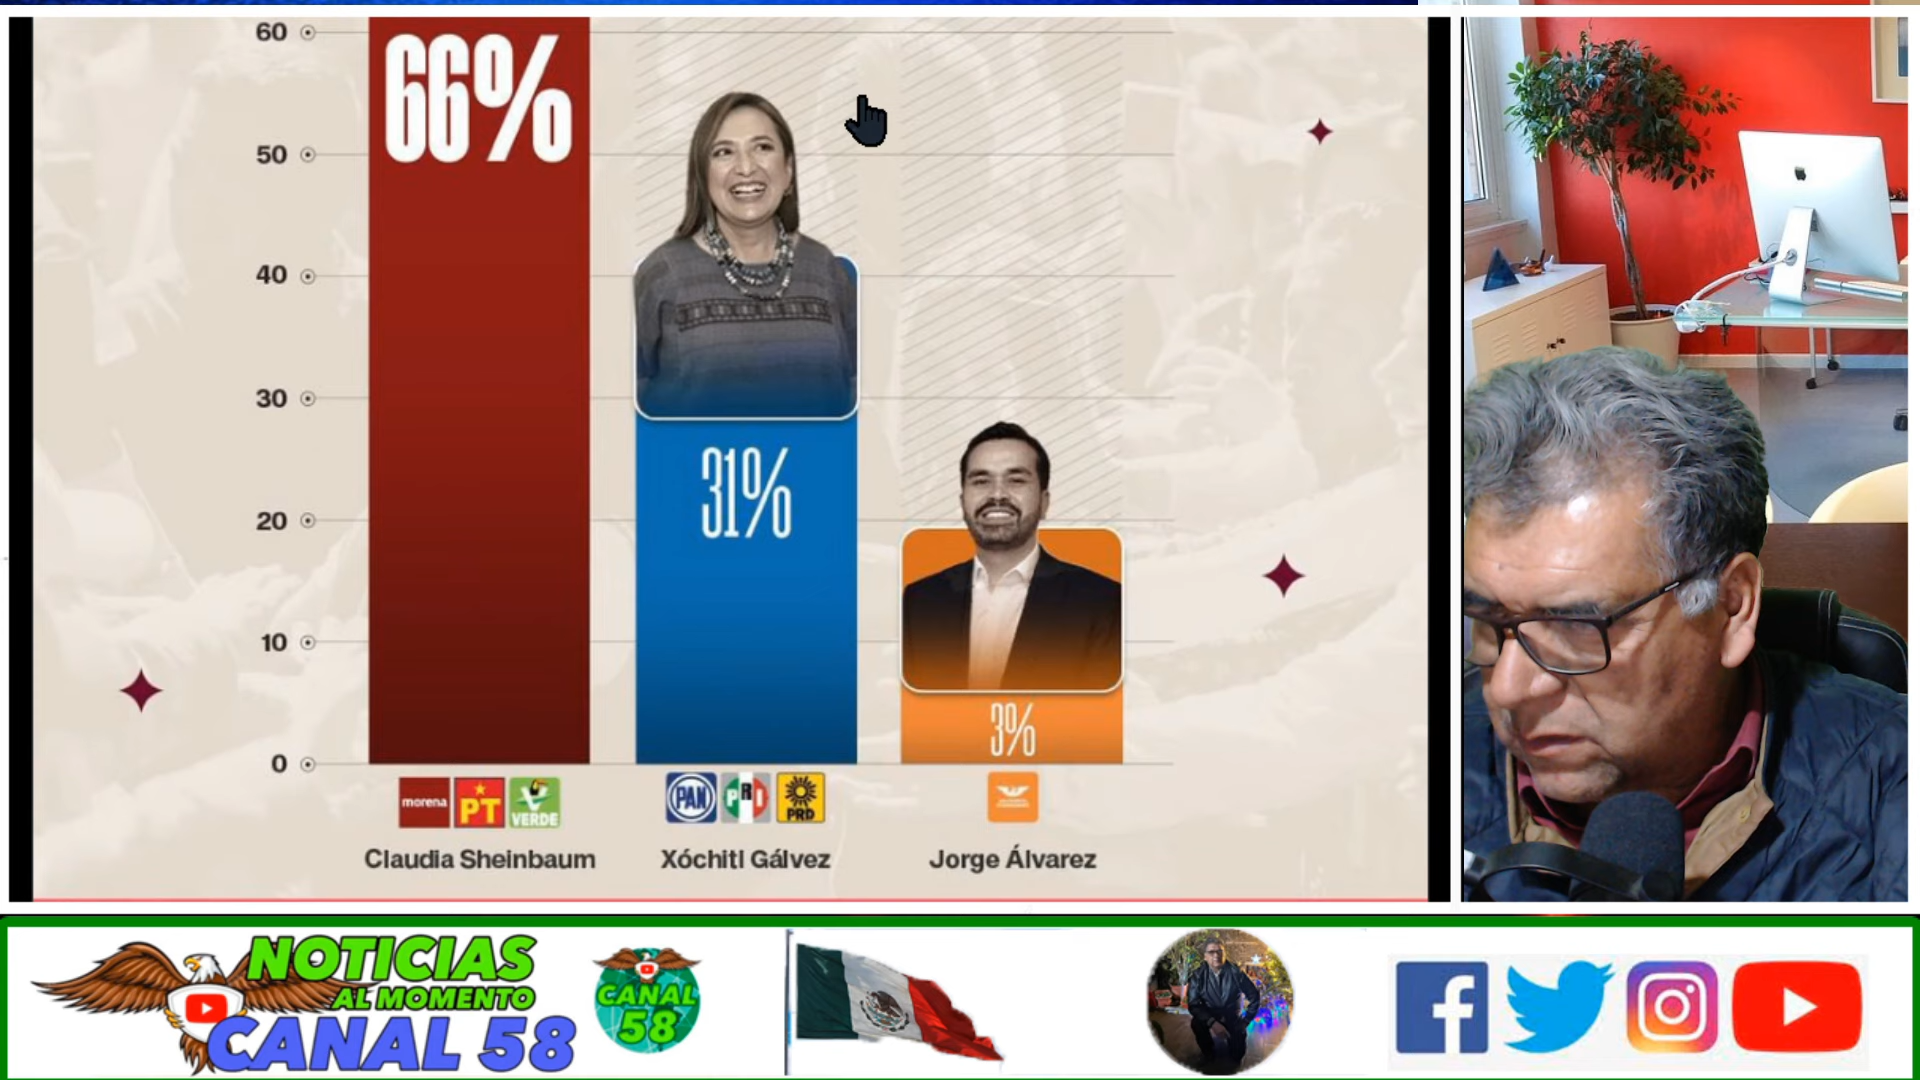 60
50
40
30
20
10
0
66%
31%
3%
morena
PT
VERDE
PAN
PRI
PRD
Claudia Sheinbaum
Xóchitl Gálvez
Jorge Álvarez
NOTICIAS
AL MOMENTO
CANAL 58
CANAL
58